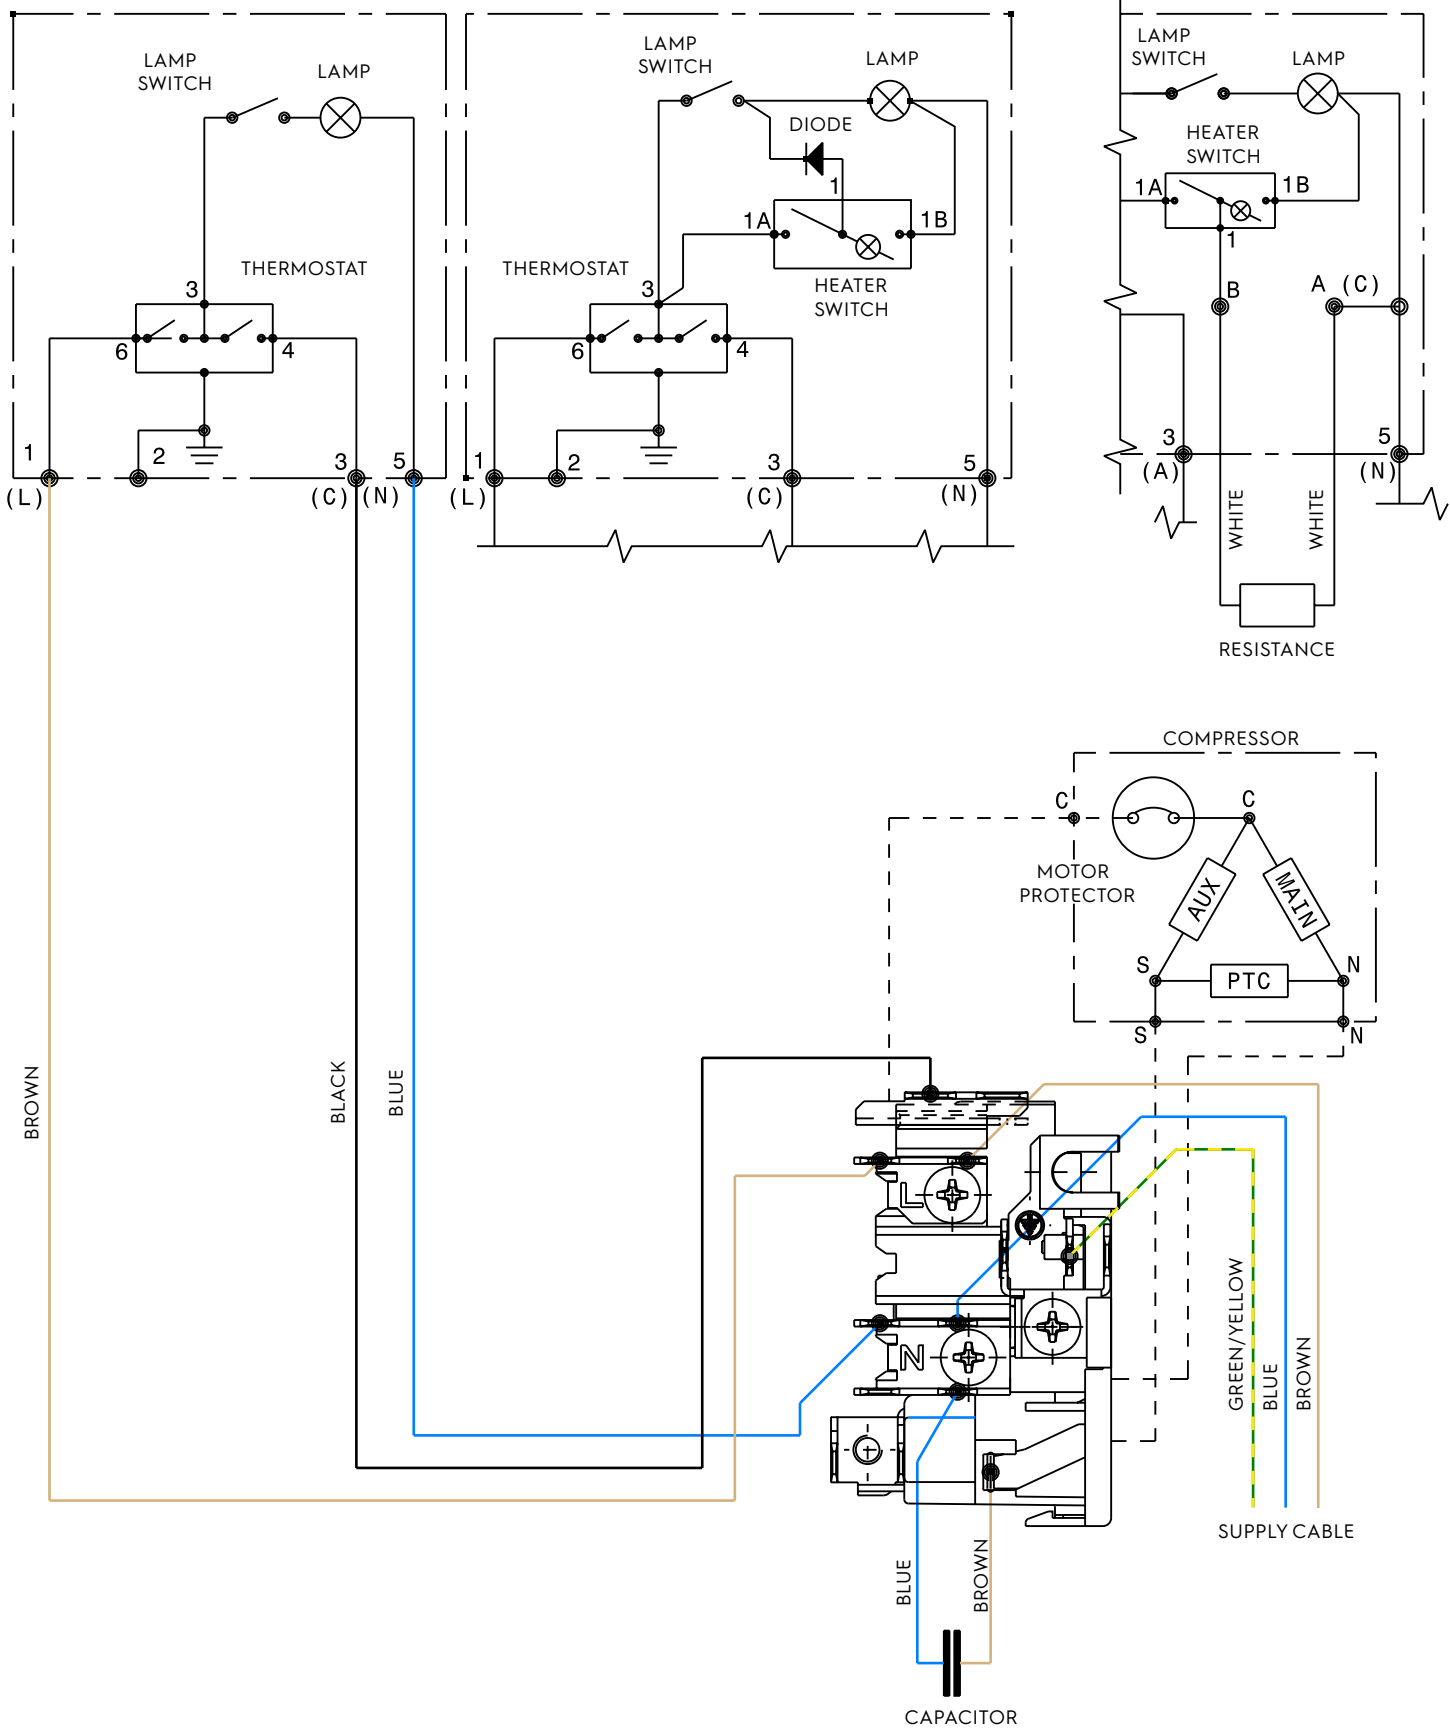 LAMP
SWITCH
LAMP
THERMOSTAT
3
6
4
1
2
3
5
(L)
(C)
(N)
LAMP
SWITCH
LAMP
DIODE
1
1A
1B
HEATER
SWITCH
THERMOSTAT
3
6
4
1
2
3
5
(L)
(C)
(N)
LAMP
SWITCH
LAMP
HEATER
SWITCH
1A
1B
1
B
A (C)
3
5
(A)
(N)
WHITE
WHITE
RESISTANCE
COMPRESSOR
C
C
MOTOR
PROTECTOR
AUX
MAIN
S
N
PTC
S
N
BROWN
BLACK
BLUE
L
N
GREEN/YELLOW
BLUE
BROWN
SUPPLY CABLE
BLUE
BROWN
CAPACITOR